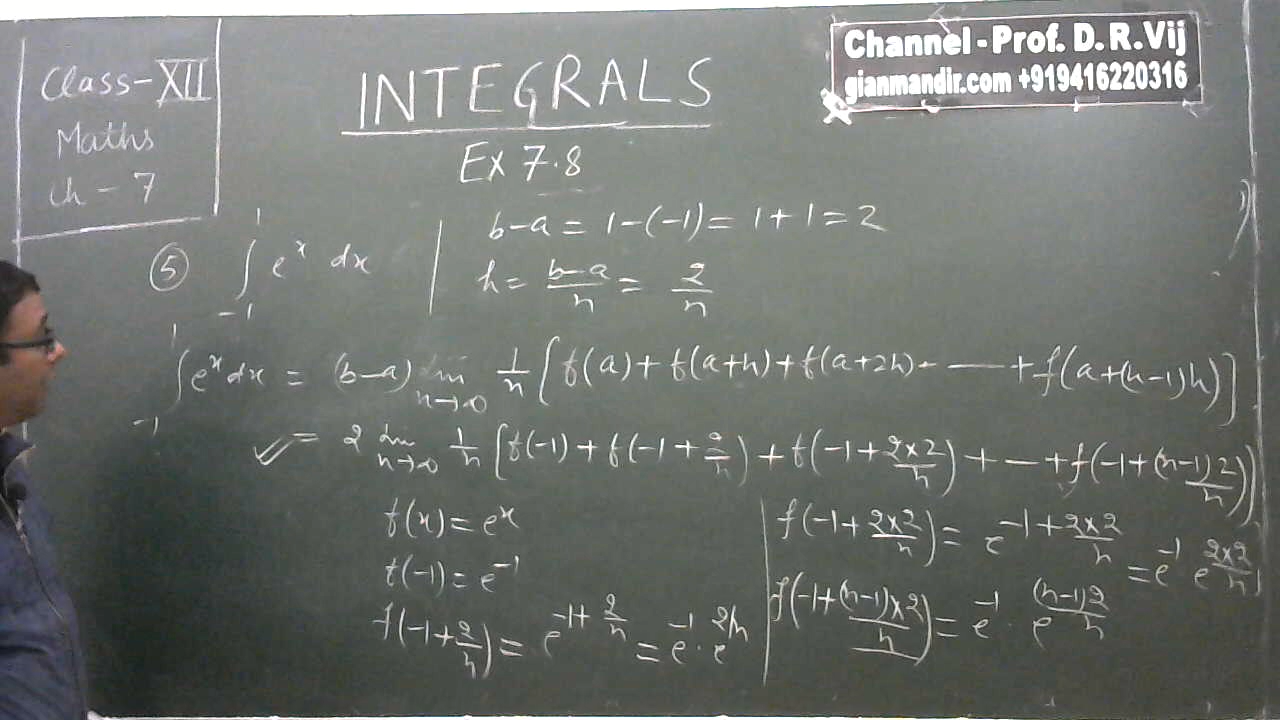 Class-XII
Maths
ch - 7
INTEGRALS
Ex 7.8
Channel - Prof. D. R. Vij
gianmandir.com +919416220316
⑤ ∫_{-1}^{1} e^x dx
b-a = 1-(-1) = 1+1 = 2
h = (b-a)/n = 2/n
∫_{-1}^{1} e^x dx = (b-a) lim_{n→∞} 1/n [f(a) + f(a+h) + f(a+2h) - - — + f(a+(n-1)h)]
✓ = 2 lim_{n→∞} 1/n [f(-1) + f(-1 + 2/n) + f(-1 + 2×2/n) + — + f(-1 + (n-1)2/n)]
f(x) = e^x
f(-1) = e^{-1}
f(-1 + 2/n) = e^{-1 + 2/n} = e^{-1} . e^{2/n}
f(-1 + 2×2/n) = e^{-1 + 2×2/n} = e^{-1} e^{2×2/n}
f(-1 + (n-1)×2/n) = e^{-1} . e^{(n-1)2/n}